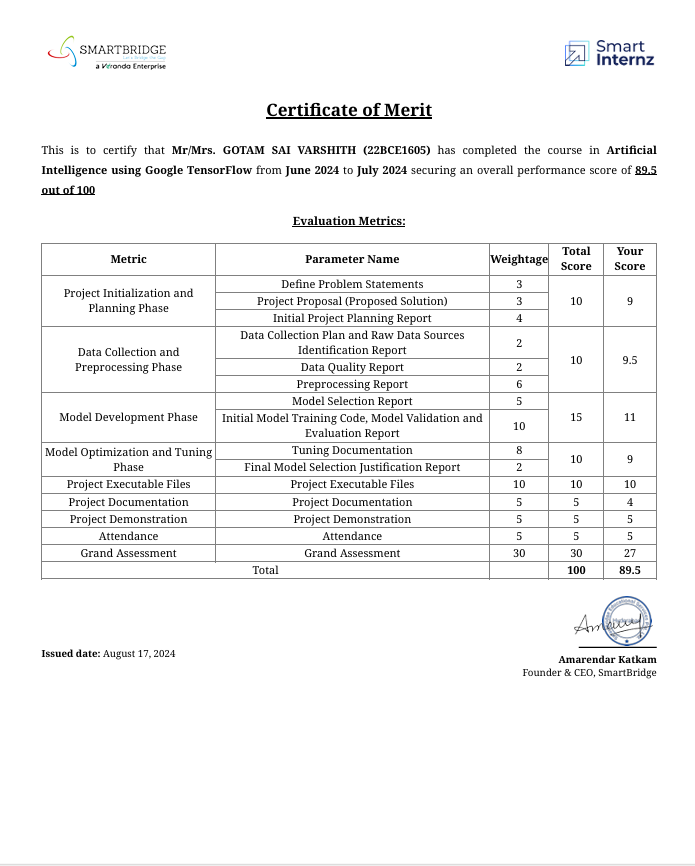 SMARTBRIDGE
Let's Bridge the Gap
a Veranda Enterprise
Smart
Internz
Certificate of Merit
This is to certify that Mr/Mrs. GOTAM SAI VARSHITH (22BCE1605) has completed the course in Artificial
Intelligence using Google TensorFlow from June 2024 to July 2024 securing an overall performance score of 89.5
out of 100
Evaluation Metrics:
Metric Parameter Name Weightage Total Score Your Score
Project Initialization and Planning Phase
Define Problem Statements 3
Project Proposal (Proposed Solution) 3
Initial Project Planning Report 4
10 9
Data Collection and Preprocessing Phase
Data Collection Plan and Raw Data Sources
Identification Report 2
Data Quality Report 2
Preprocessing Report 6
10 9.5
Model Development Phase
Model Selection Report 5
Initial Model Training Code, Model Validation and
Evaluation Report 10
15 11
Model Optimization and Tuning Phase
Tuning Documentation 8
Final Model Selection Justification Report 2
10 9
Project Executable Files Project Executable Files 10 10 10
Project Documentation Project Documentation 5 5 4
Project Demonstration Project Demonstration 5 5 5
Attendance Attendance 5 5 5
Grand Assessment Grand Assessment 30 30 27
Total 100 89.5
Issued date: August 17, 2024
Amarendar Katkam
Founder & CEO, SmartBridge